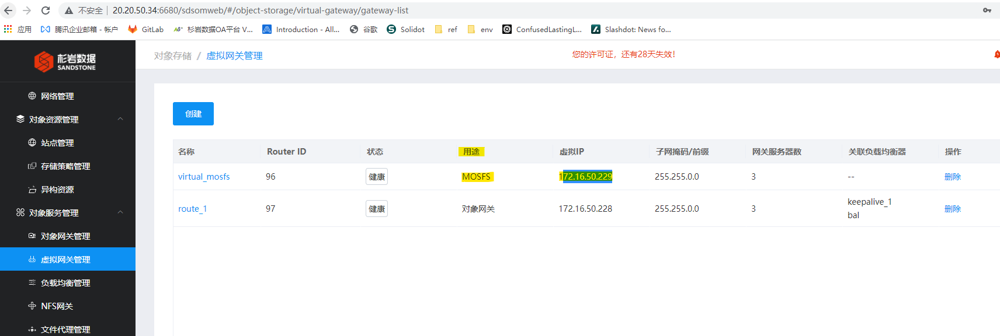 不安全 20.20.50.34:6680/sdsomweb/#/object-storage/virtual-gateway/gateway-list
应用 腾讯企业邮箱 - 帐户 GitLab 杉岩数据OA平台 V... Introduction - All... 谷歌 Solidot ref env ConfusedLastingL... Slashdot: News fo...
杉岩数据
SANDSTONE
对象存储 / 虚拟网关管理
您的许可证，还有28天失效!
网络管理
对象资源管理
站点管理
存储策略管理
异构资源
对象服务管理
对象网关管理
虚拟网关管理
负载均衡管理
NFS网关
文件代理管理
创建
名称 Router ID 状态 用途 虚拟IP 子网掩码/前缀 网关服务器数 关联负载均衡器 操作
virtual_mosfs 96 健康 MOSFS 172.16.50.229 255.255.0.0 3 -- 删除
route_1 97 健康 对象网关 172.16.50.228 255.255.0.0 3 keepalive_1 删除
bal